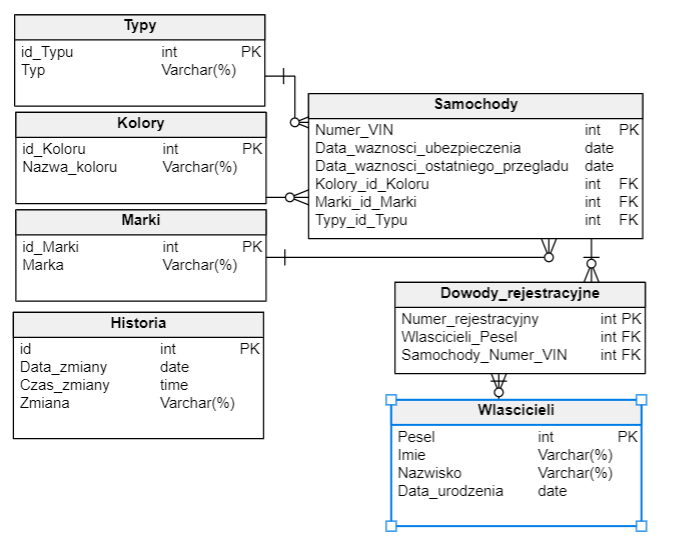 Typy
id_Typu int PK
Typ Varchar(%)
Kolory
id_Koloru int PK
Nazwa_koloru Varchar(%)
Marki
id_Marki int PK
Marka Varchar(%)
Historia
id int PK
Data_zmiany date
Czas_zmiany time
Zmiana Varchar(%)
Samochody
Numer_VIN int PK
Data_waznosci_ubezpieczenia date
Data_waznosci_ostatniego_przegladu date
Kolory_id_Koloru int FK
Marki_id_Marki int FK
Typy_id_Typu int FK
Dowody_rejestracyjne
Numer_rejestracyjny int PK
Wlascicieli_Pesel int FK
Samochody_Numer_VIN int FK
Wlascicieli
Pesel int PK
Imie Varchar(%)
Nazwisko Varchar(%)
Data_urodzenia date